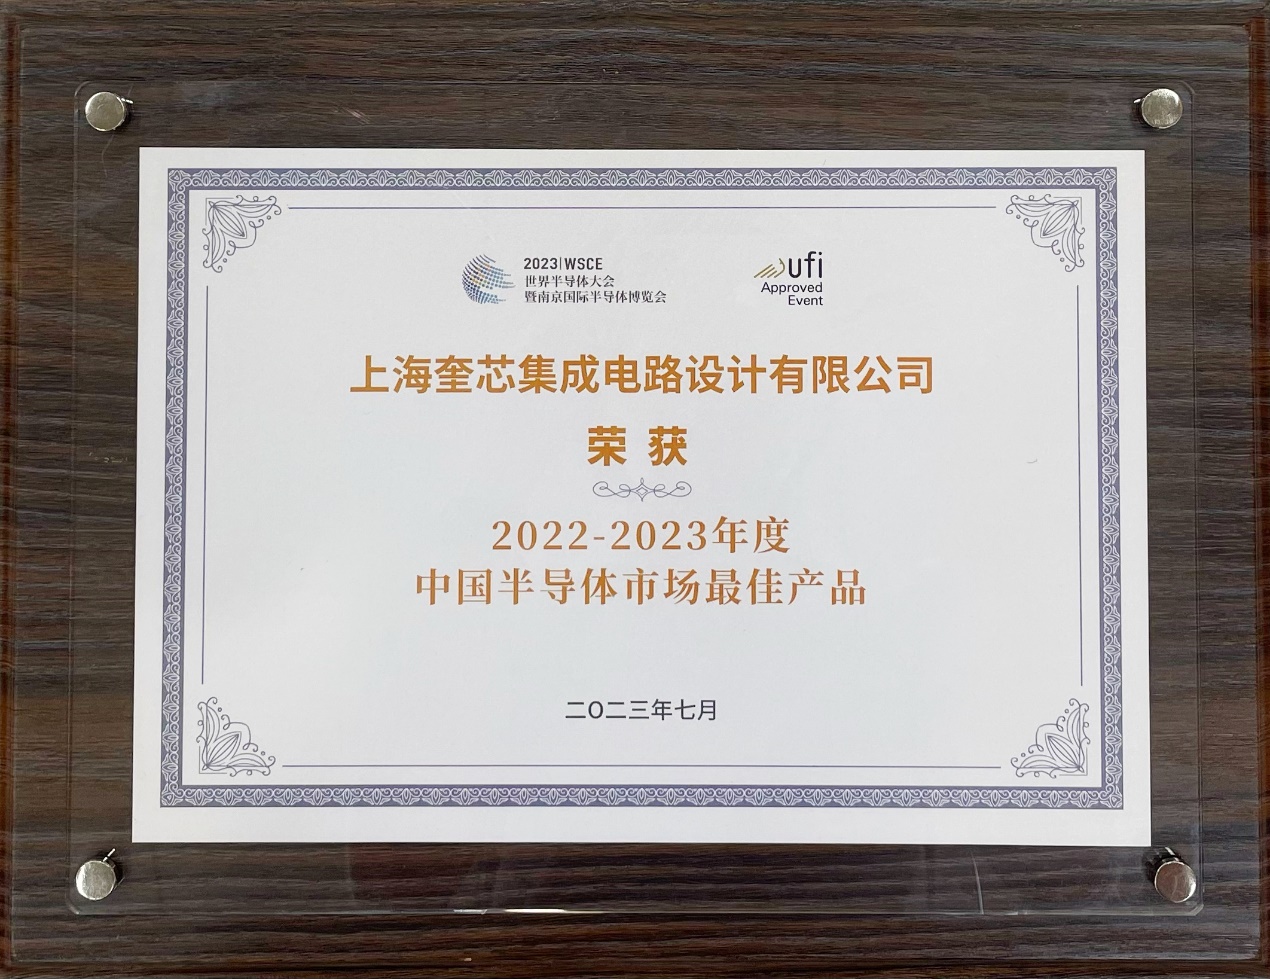 2023|WSCE
世界半导体大会
暨南京国际半导体博览会
ufi
Approved
Event
上海奎芯集成电路设计有限公司
荣获
2022-2023年度
中国半导体市场最佳产品
二〇二三年七月